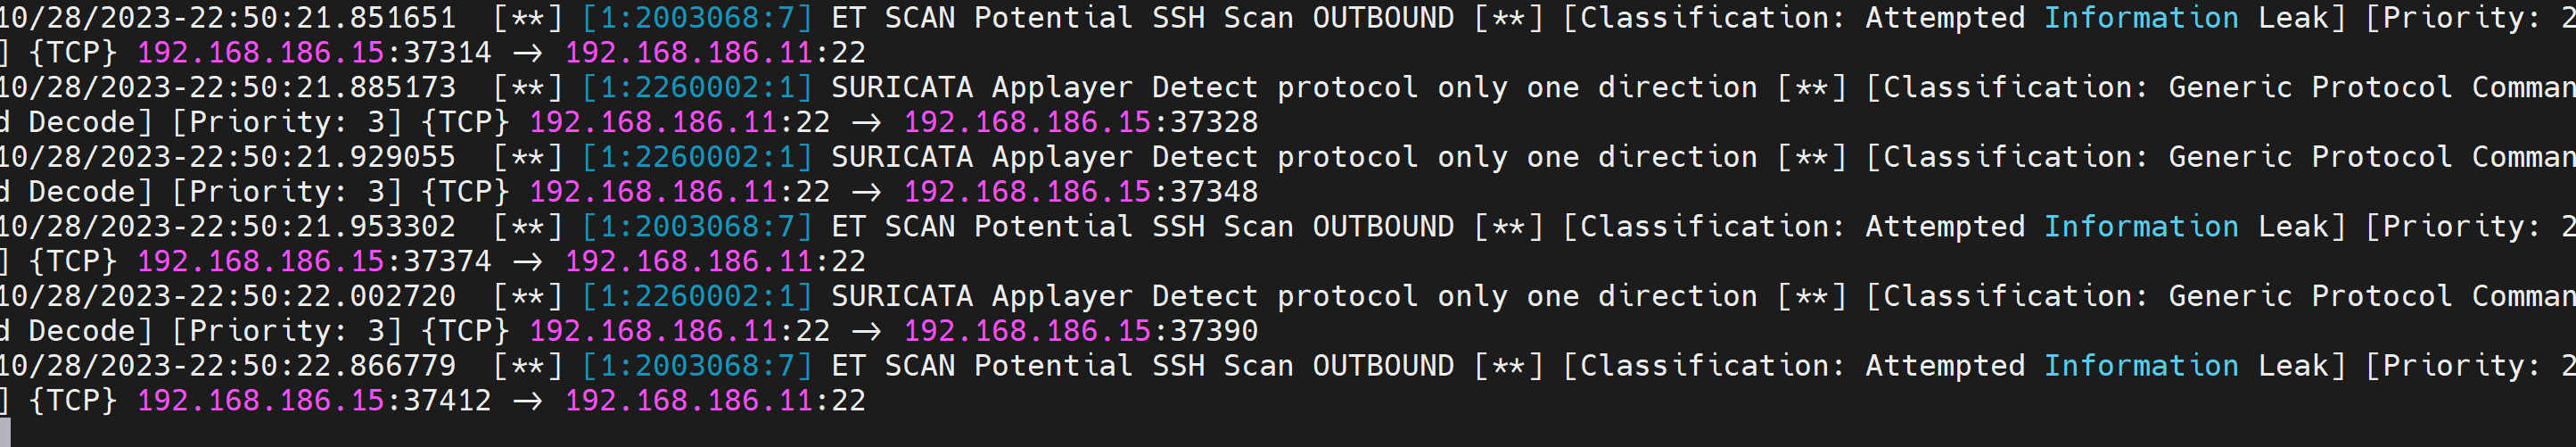 10/28/2023-22:50:21.851651  [**] [1:2003068:7] ET SCAN Potential SSH Scan OUTBOUND [**] [Classification: Attempted Information Leak] [Priority: 2
] {TCP} 192.168.186.15:37314 -> 192.168.186.11:22
10/28/2023-22:50:21.885173  [**] [1:2260002:1] SURICATA Applayer Detect protocol only one direction [**] [Classification: Generic Protocol Comman
d Decode] [Priority: 3] {TCP} 192.168.186.11:22 -> 192.168.186.15:37328
10/28/2023-22:50:21.929055  [**] [1:2260002:1] SURICATA Applayer Detect protocol only one direction [**] [Classification: Generic Protocol Comman
d Decode] [Priority: 3] {TCP} 192.168.186.11:22 -> 192.168.186.15:37348
10/28/2023-22:50:21.953302  [**] [1:2003068:7] ET SCAN Potential SSH Scan OUTBOUND [**] [Classification: Attempted Information Leak] [Priority: 2
] {TCP} 192.168.186.15:37374 -> 192.168.186.11:22
10/28/2023-22:50:22.002720  [**] [1:2260002:1] SURICATA Applayer Detect protocol only one direction [**] [Classification: Generic Protocol Comman
d Decode] [Priority: 3] {TCP} 192.168.186.11:22 -> 192.168.186.15:37390
10/28/2023-22:50:22.866779  [**] [1:2003068:7] ET SCAN Potential SSH Scan OUTBOUND [**] [Classification: Attempted Information Leak] [Priority: 2
] {TCP} 192.168.186.15:37412 -> 192.168.186.11:22